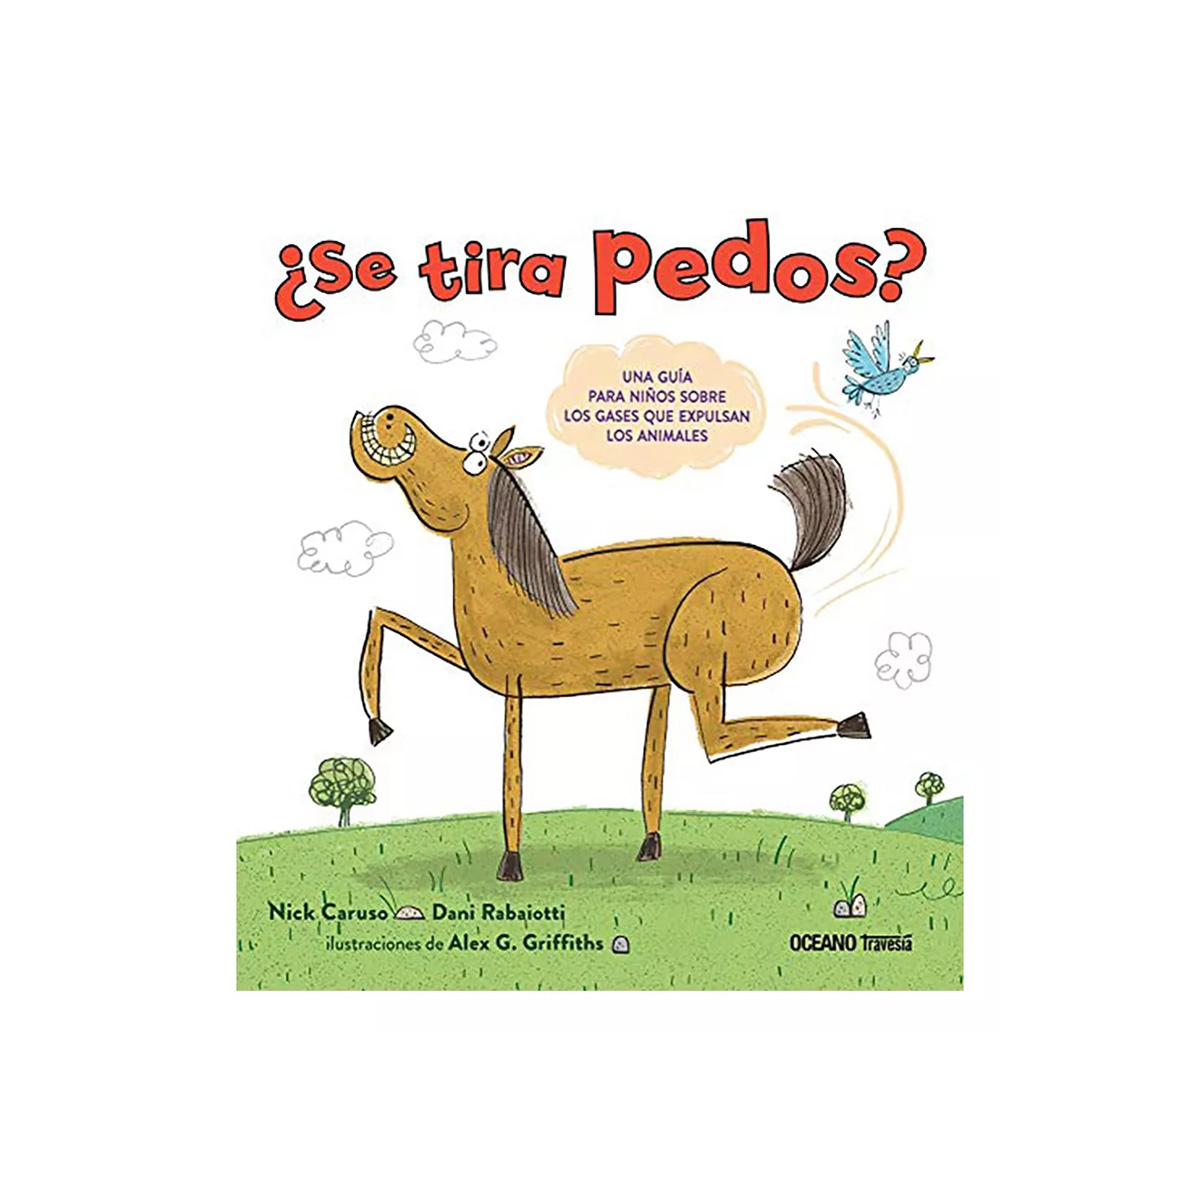 ¿Se tira pedos?
UNA GUÍA
PARA NIÑOS SOBRE
LOS GASES QUE EXPULSAN
LOS ANIMALES
Nick Caruso Dani Rabaiotti
ilustraciones de Alex G. Griffiths
OCEANO Travesía